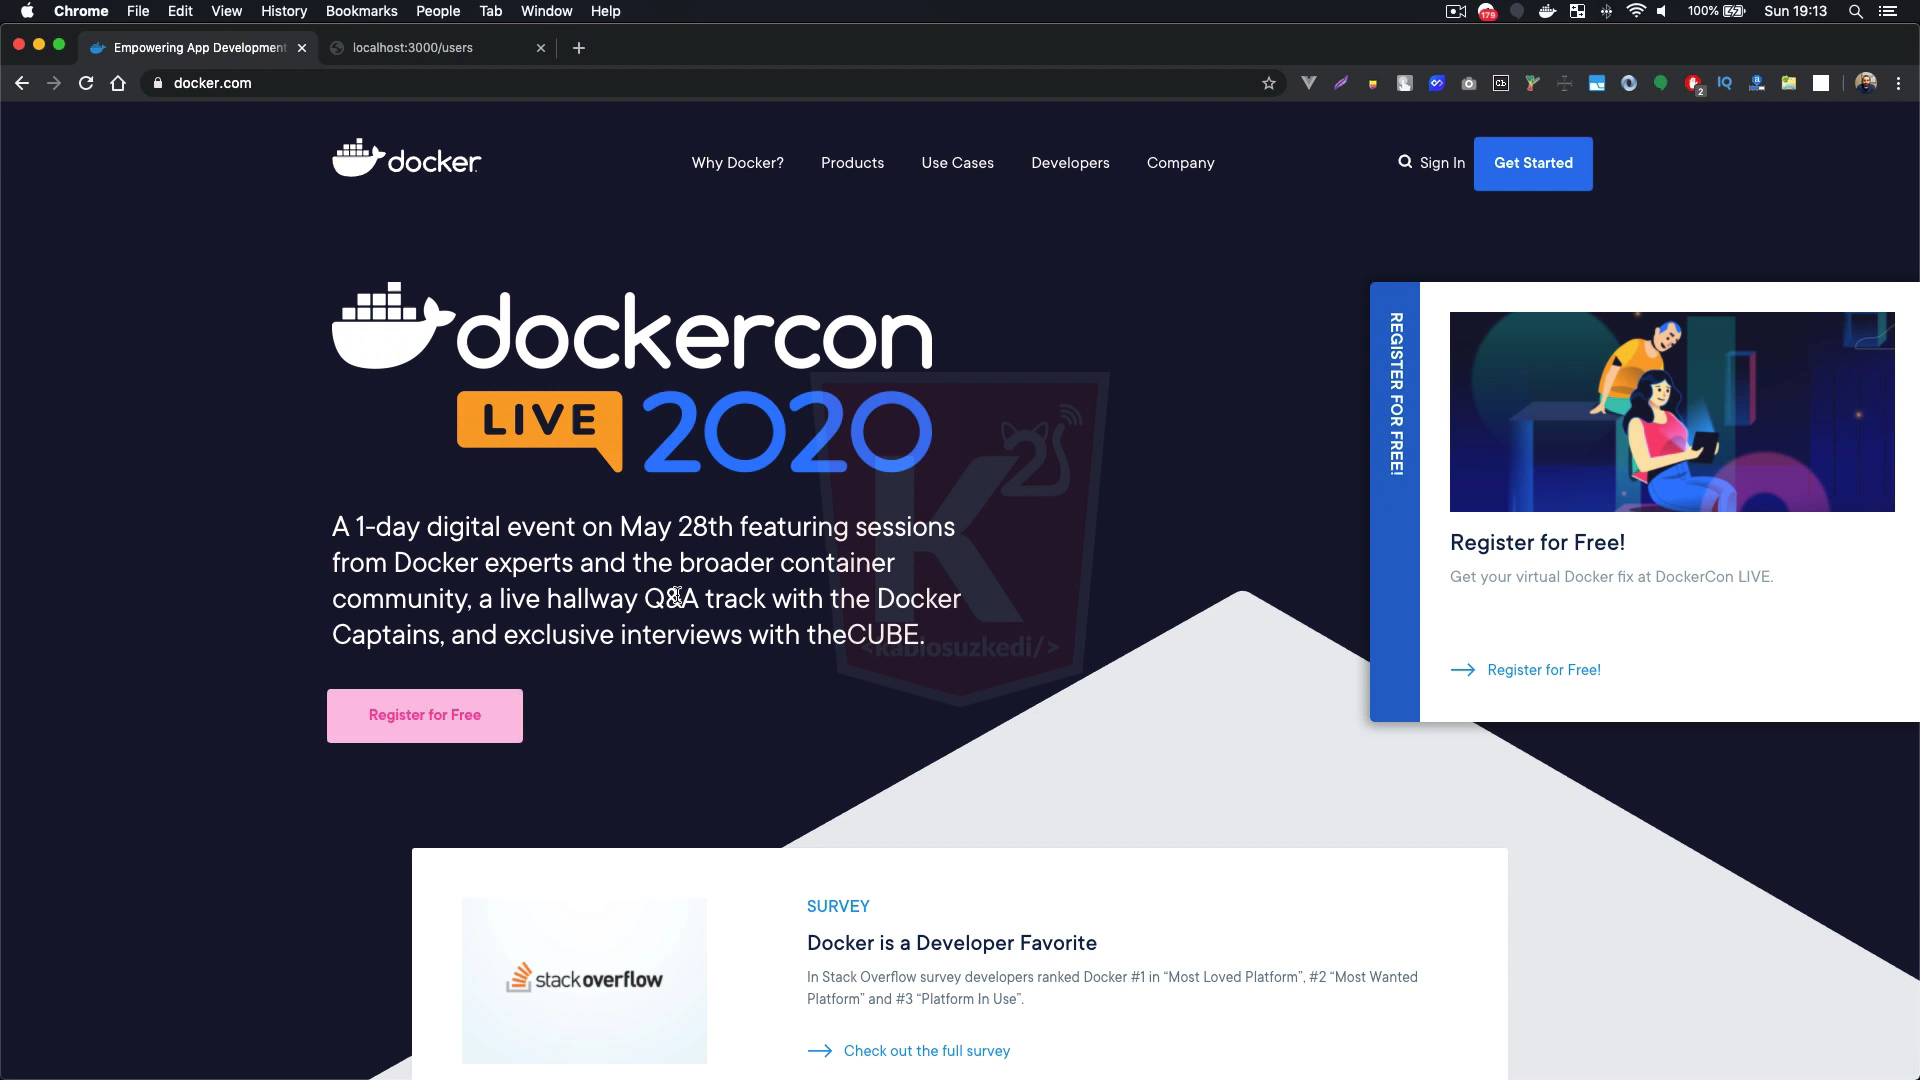 Chrome File Edit View History Bookmarks People Tab Window Help
179
100%
Sun 19:13
Empowering App Development
localhost:3000/users
docker.com
Cb
2
IQ
docker
Why Docker?
Products
Use Cases
Developers
Company
Sign In
Get Started
dockercon
LIVE 2020
A 1-day digital event on May 28th featuring sessions
from Docker experts and the broader container
community, a live hallway Q&A track with the Docker
Captains, and exclusive interviews with theCUBE.
Register for Free
K2
<kablosuzkedi/>
REGISTER FOR FREE!
Register for Free!
Get your virtual Docker fix at DockerCon LIVE.
Register for Free!
stackoverflow
SURVEY
Docker is a Developer Favorite
In Stack Overflow survey developers ranked Docker #1 in “Most Loved Platform”, #2 “Most Wanted
Platform” and #3 “Platform In Use”.
Check out the full survey